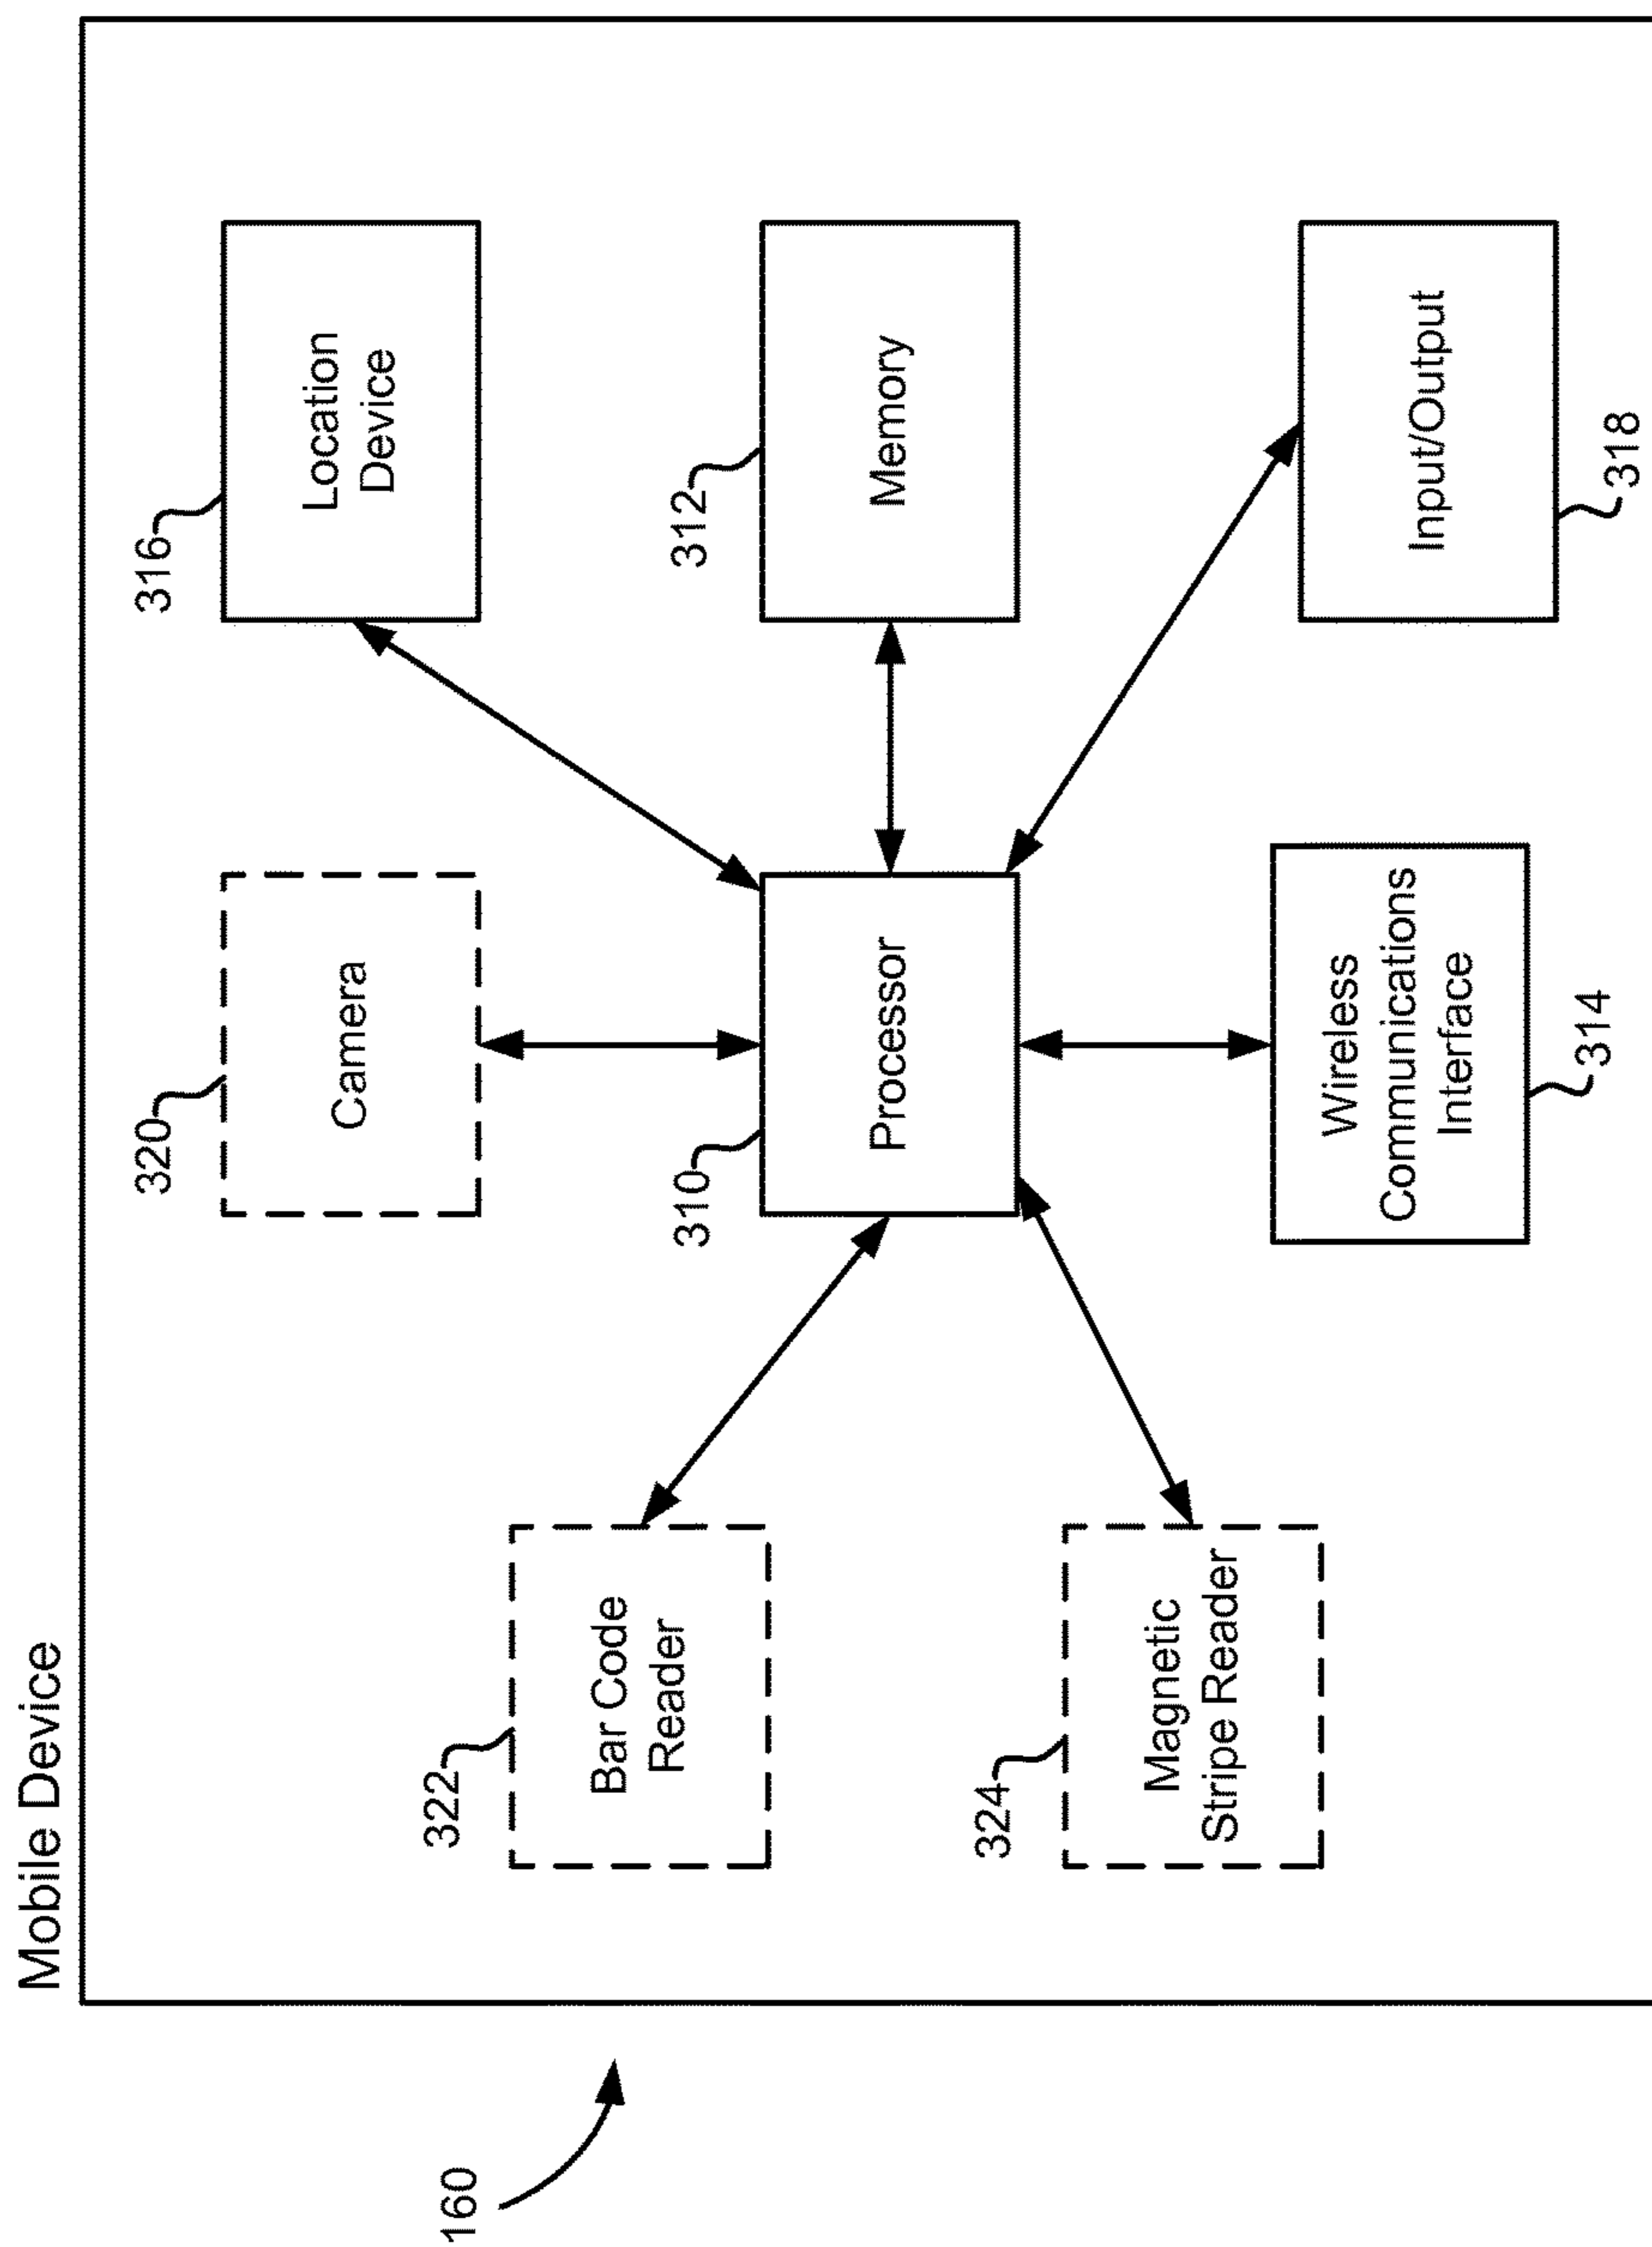 Mobile Device
160
320
Camera
316
Location
Device
322
Bar Code
Reader
310
Processor
312
Memory
324
Magnetic
Stripe Reader
Wireless
Communications
Interface
314
Input/Output
318